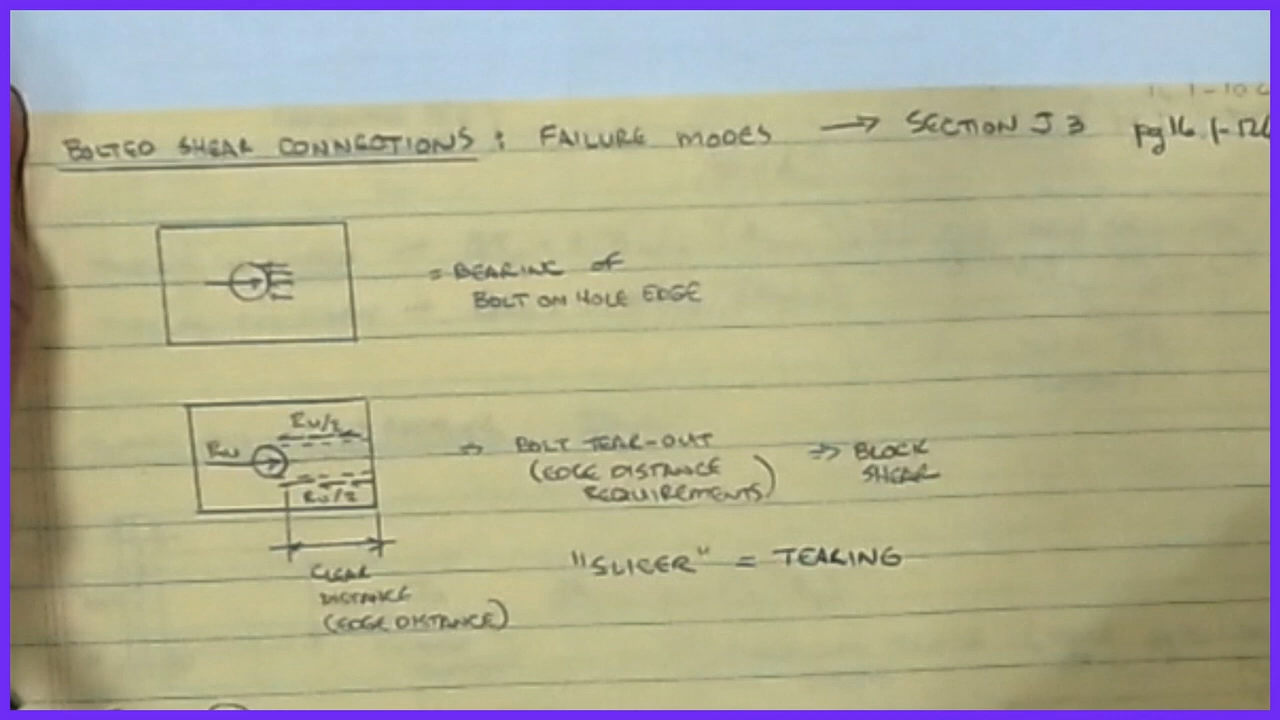 BOLTED SHEAR CONNECTIONS : FAILURE MODES → SECTION J3 pg 16.1-
= BEARING OF
BOLT ON HOLE EDGE
Ru/2
Ru
Ru/2
⇒ BOLT TEAR-OUT
(EDGE DISTANCE
REQUIREMENTS)
⇒ BLOCK
SHEAR
CLEAR
DISTANCE
(EDGE DISTANCE)
"SLICER" = TEARING